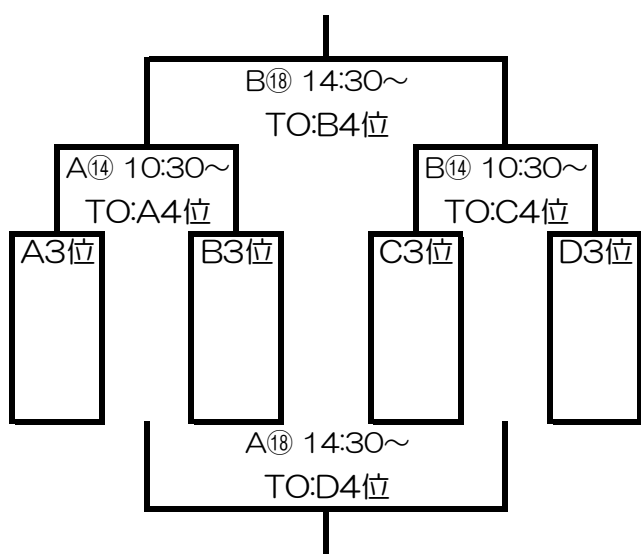 B⑱ 14:30～
TO:B4位
A⑭ 10:30～
TO:A4位
B⑭ 10:30～
TO:C4位
A3位
B3位
C3位
D3位
A⑱ 14:30～
TO:D4位